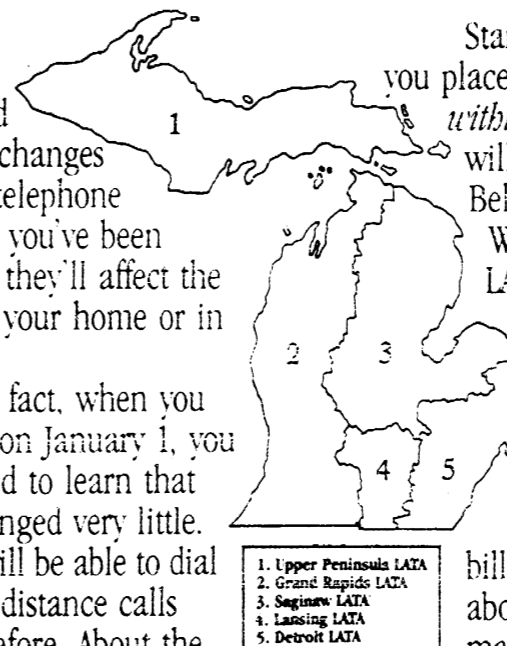 Star
you place
withi
changes
will
telephone
Bel
you've been
W
they'll affect the
LA
your home or in
fact, when you
on January 1, you
d to learn that
nged very little.
ill be able to dial
distance calls
efore. About the
1
2
3
4
5
1. Upper Peninsula LATA
2. Grand Rapids LATA
3. Saginaw LATA
4. Lansing LATA
5. Detroit LATA
bill
abo